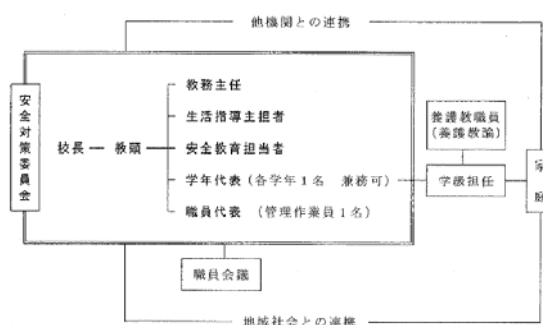 他機関との連携
安全対策委員会
校長 — 教頭
教務主任
生活指導主担者
安全教育担当者
学年代表（各学年1名　兼務可）
職員代表　（管理作業員1名）
養護教職員
（養護教諭）
学級担任
家庭
職員会議
地域社会との連携